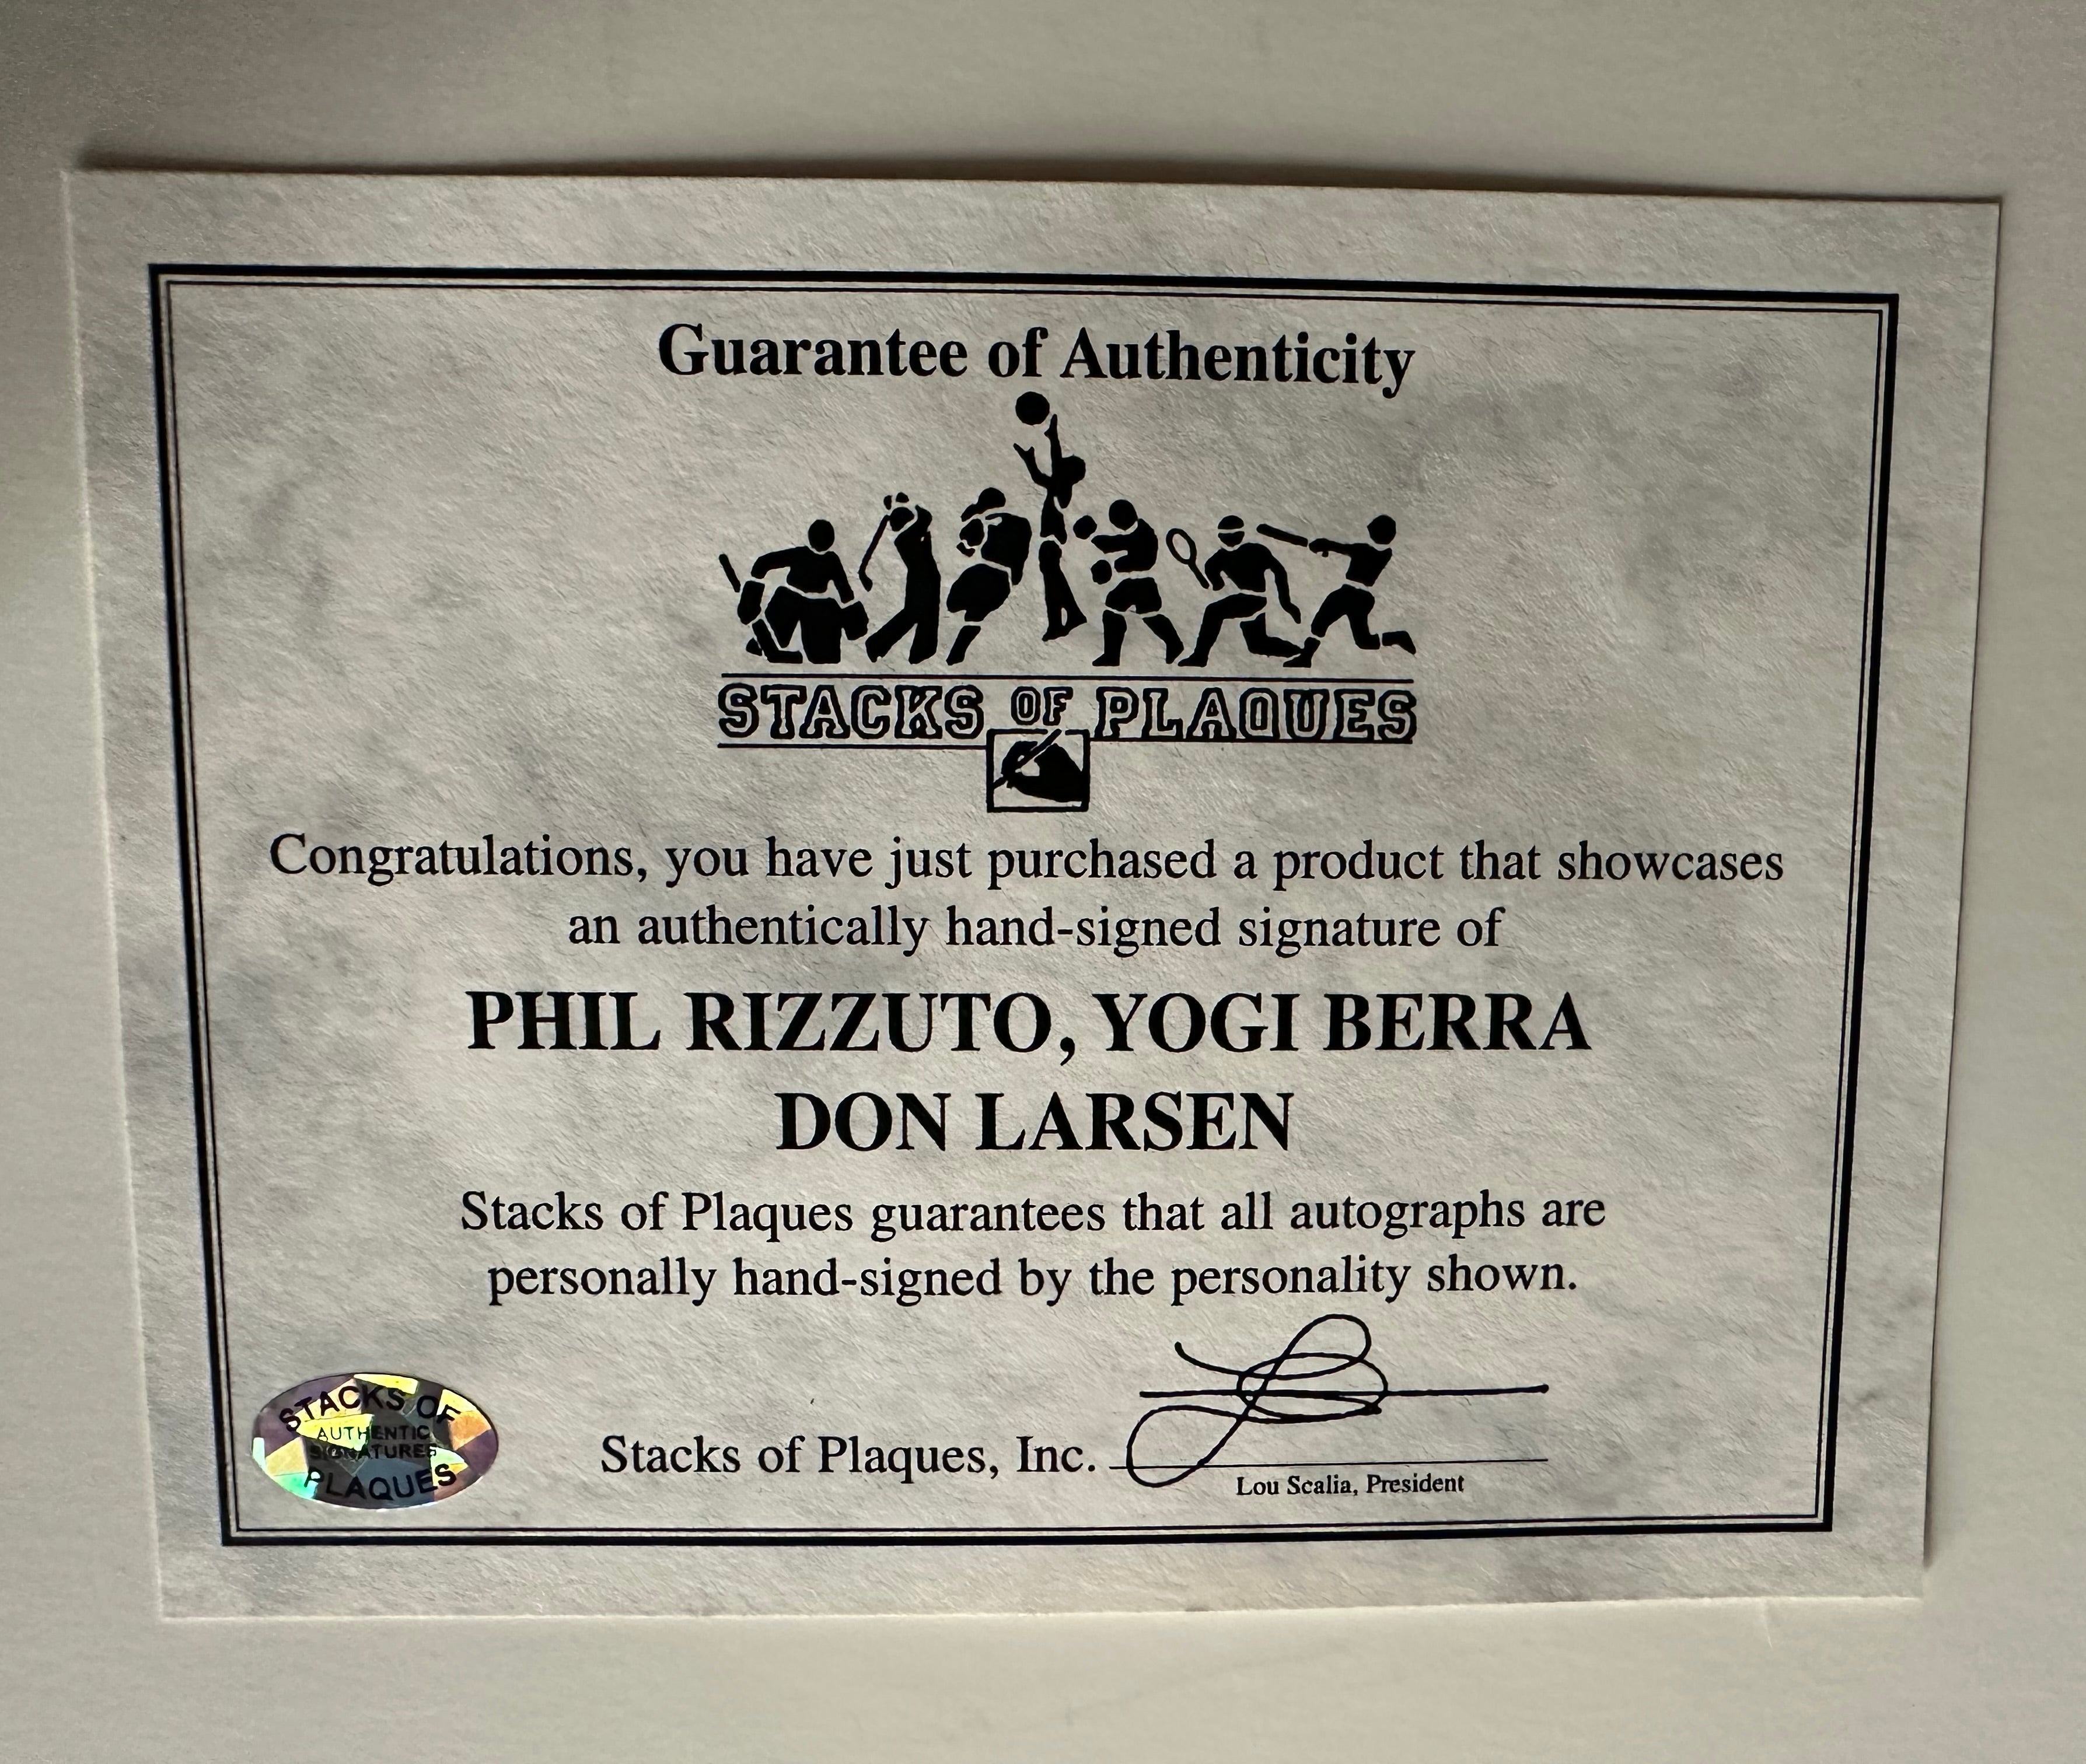 Guarantee of Authenticity
STACKS OF PLAQUES
Congratulations, you have just purchased a product that showcases
an authentically hand-signed signature of
PHIL RIZZUTO, YOGI BERRA
DON LARSEN
Stacks of Plaques guarantees that all autographs are
personally hand-signed by the personality shown.
STACKS OF
AUTHENTIC
SIGNATURES
PLAQUES
Stacks of Plaques, Inc.
Lou Scalia, President